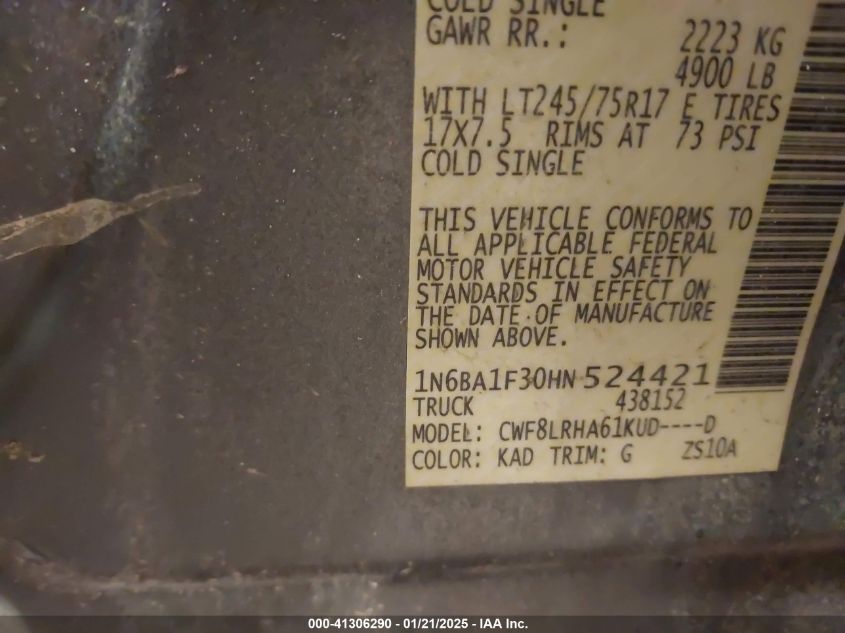 COLD SINGLE
GAWR RR.: 2223 KG
4900 LB
WITH LT245/75R17 E TIRES
17X7.5 RIMS AT 73 PSI
COLD SINGLE
THIS VEHICLE CONFORMS TO
ALL APPLICABLE FEDERAL
MOTOR VEHICLE SAFETY
STANDARDS IN EFFECT ON
THE DATE OF MANUFACTURE
SHOWN ABOVE.
1N6BA1F30HN524421
TRUCK 438152
MODEL: CWF8LRHA61KUD----D
COLOR: KAD TRIM: G ZS10A
000-41306290 - 01/21/2025 - IAA Inc.